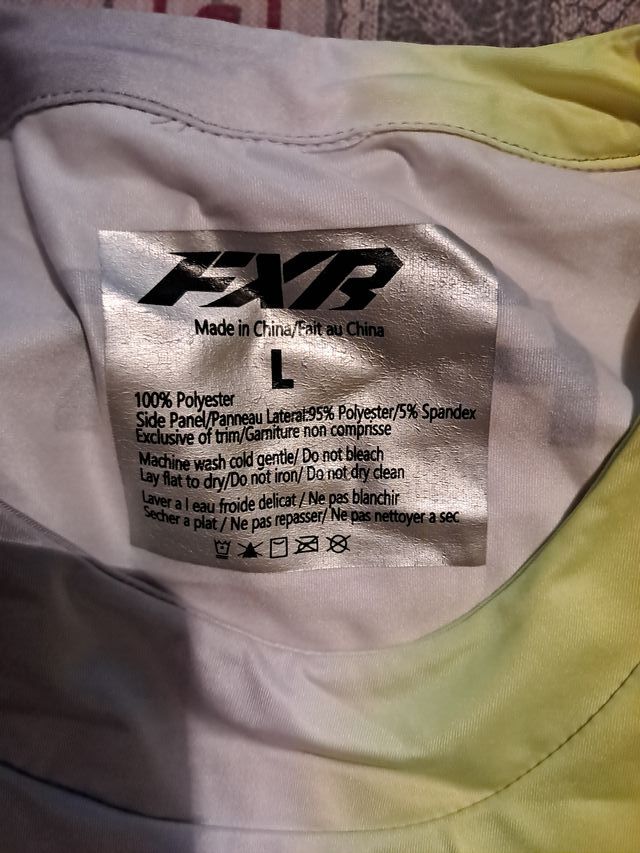 FXR
Made in China/Fait au China
L
100% Polyester
Side Panel/Panneau Lateral:95% Polyester/5% Spandex
Exclusive of trim/Garniture non comprisse
Machine wash cold gentle/ Do not bleach
Lay flat to dry/Do not iron/ Do not dry clean
Laver a l eau froide delicat / Ne pas blanchir
Secher a plat / Ne pas repasser/ Ne pas nettoyer a sec